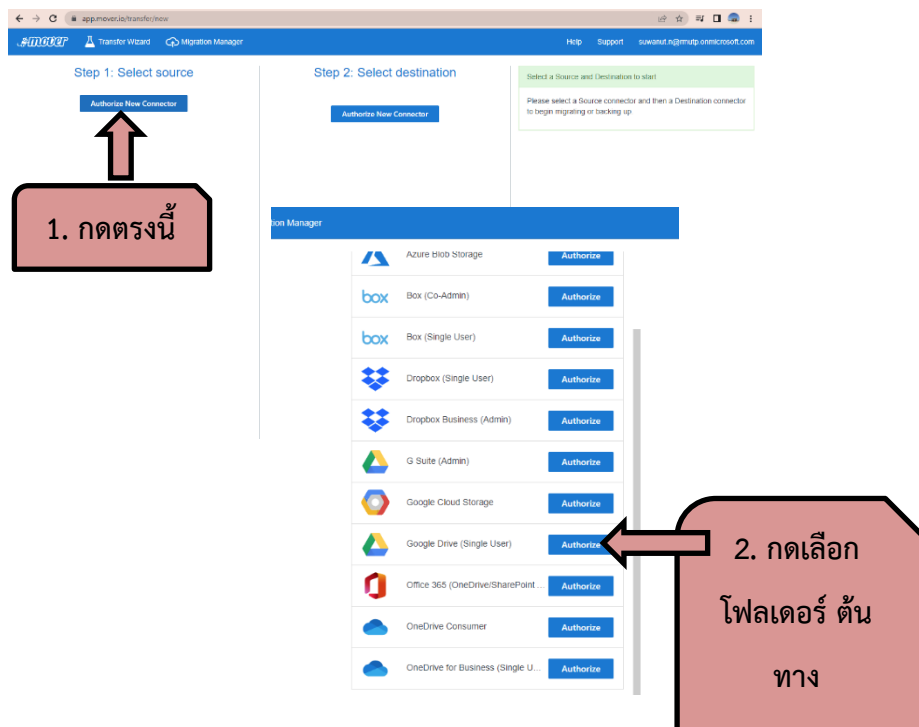 app.mover.io/transfer/new
mover Transfer Wizard Migration Manager Help Support suwanut.n@rmutp.onmicrosoft.com
Step 1: Select source
Authorize New Connector
Step 2: Select destination
Authorize New Connector
Select a Source and Destination to start
Please select a Source connector and then a Destination connector
to begin migrating or backing up.
1. กดตรงนี้
tion Manager
Azure Blob Storage Authorize
box Box (Co-Admin) Authorize
box Box (Single User) Authorize
Dropbox (Single User) Authorize
Dropbox Business (Admin) Authorize
G Suite (Admin) Authorize
Google Cloud Storage Authorize
Google Drive (Single User) Authorize
Office 365 (OneDrive/SharePoint ... Authorize
OneDrive Consumer Authorize
OneDrive for Business (Single U... Authorize
2. กดเลือก
โฟลเดอร์ ต้น
ทาง